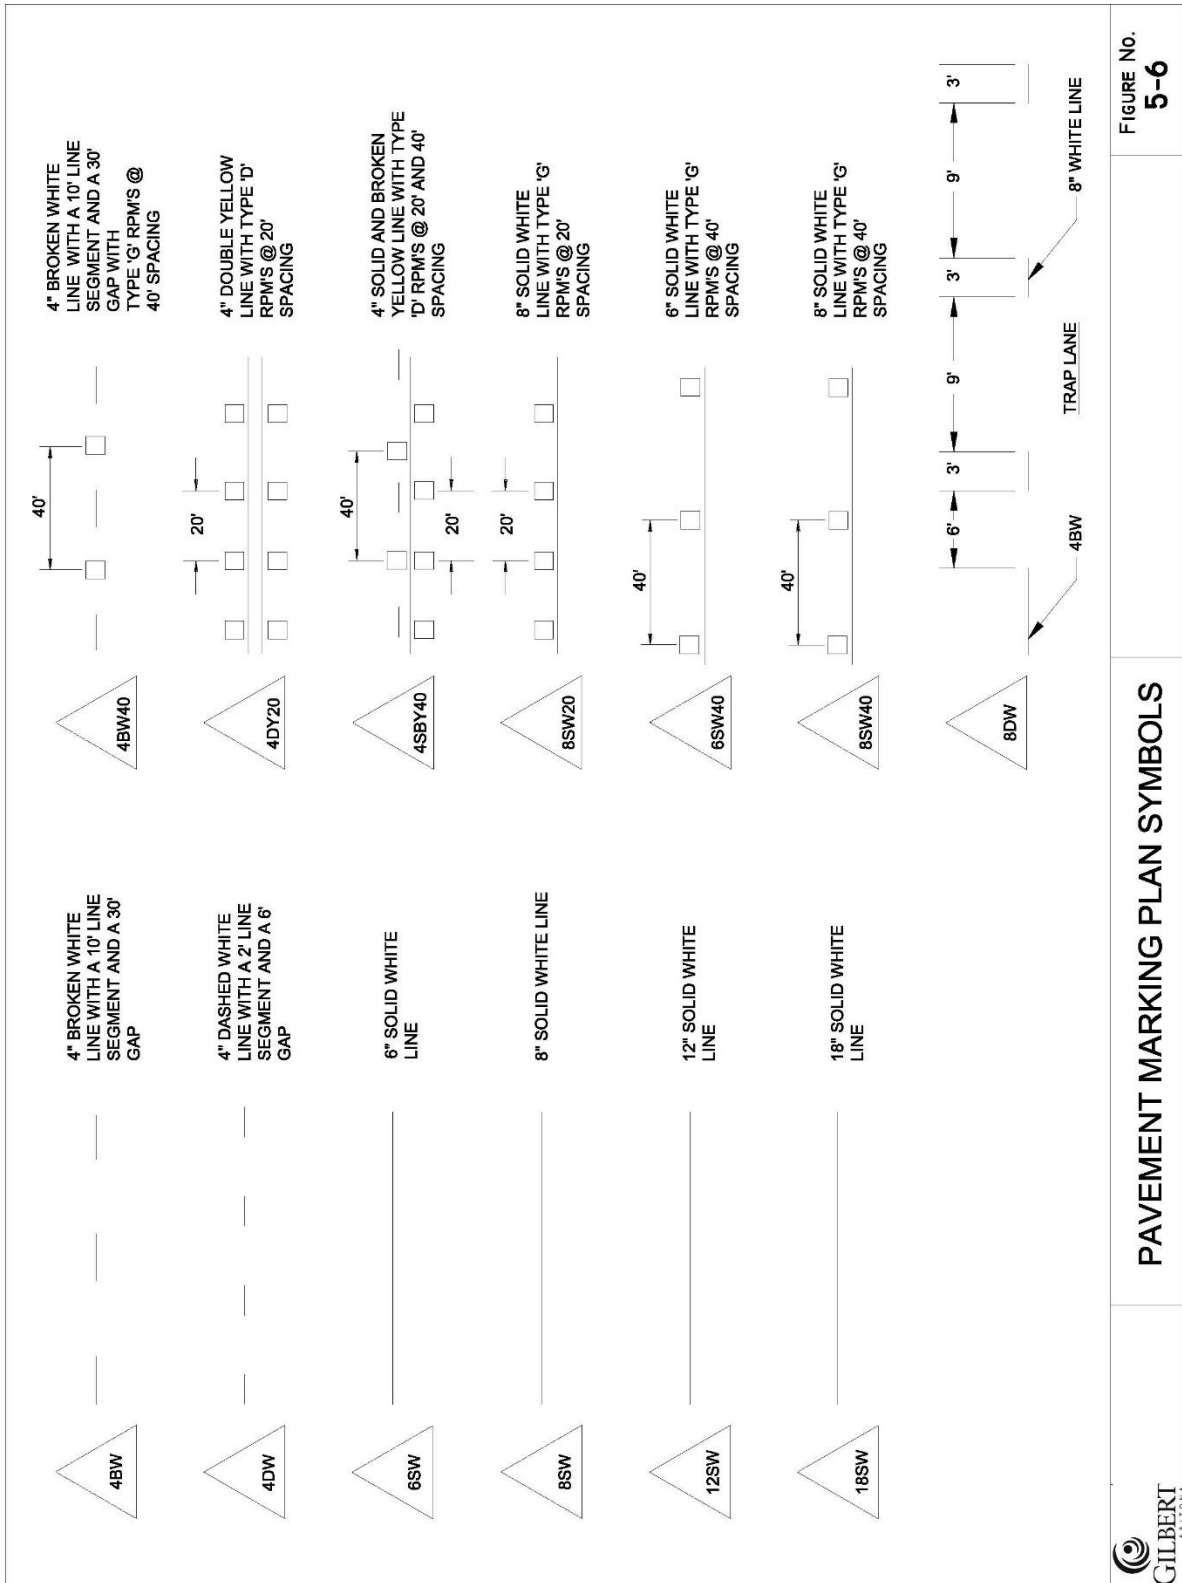 4BW
4" BROKEN WHITE
LINE WITH A 10' LINE
SEGMENT AND A 30'
GAP
4DW
4" DASHED WHITE
LINE WITH A 2' LINE
SEGMENT AND A 6'
GAP
6SW
6" SOLID WHITE
LINE
8SW
8" SOLID WHITE LINE
12SW
12" SOLID WHITE
LINE
18SW
18" SOLID WHITE
LINE
4BW40
40'
4" BROKEN WHITE
LINE WITH A 10' LINE
SEGMENT AND A 30'
GAP WITH
TYPE 'G' RPM'S @
40' SPACING
4DY20
20'
4" DOUBLE YELLOW
LINE WITH TYPE 'D'
RPM'S @ 20'
SPACING
4SBY40
40'
20'
4" SOLID AND BROKEN
YELLOW LINE WITH TYPE
'D' RPM'S @ 20' AND 40'
SPACING
8SW20
20'
8" SOLID WHITE
LINE WITH TYPE 'G'
RPM'S @ 20'
SPACING
6SW40
40'
6" SOLID WHITE
LINE WITH TYPE 'G'
RPM'S @ 40'
SPACING
8SW40
40'
8" SOLID WHITE
LINE WITH TYPE 'G'
RPM'S @ 40'
SPACING
8DW
6'
3'
9'
3'
9'
3'
4BW
TRAP LANE
8" WHITE LINE
GILBERT
PAVEMENT MARKING PLAN SYMBOLS
FIGURE NO.
5-6